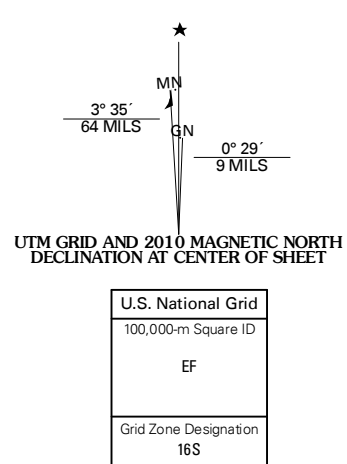 MN
3° 35´
64 MILS
GN
0° 29´
9 MILS
UTM GRID AND 2010 MAGNETIC NORTH
DECLINATION AT CENTER OF SHEET
U.S. National Grid
100,000-m Square ID
EF
Grid Zone Designation
16S